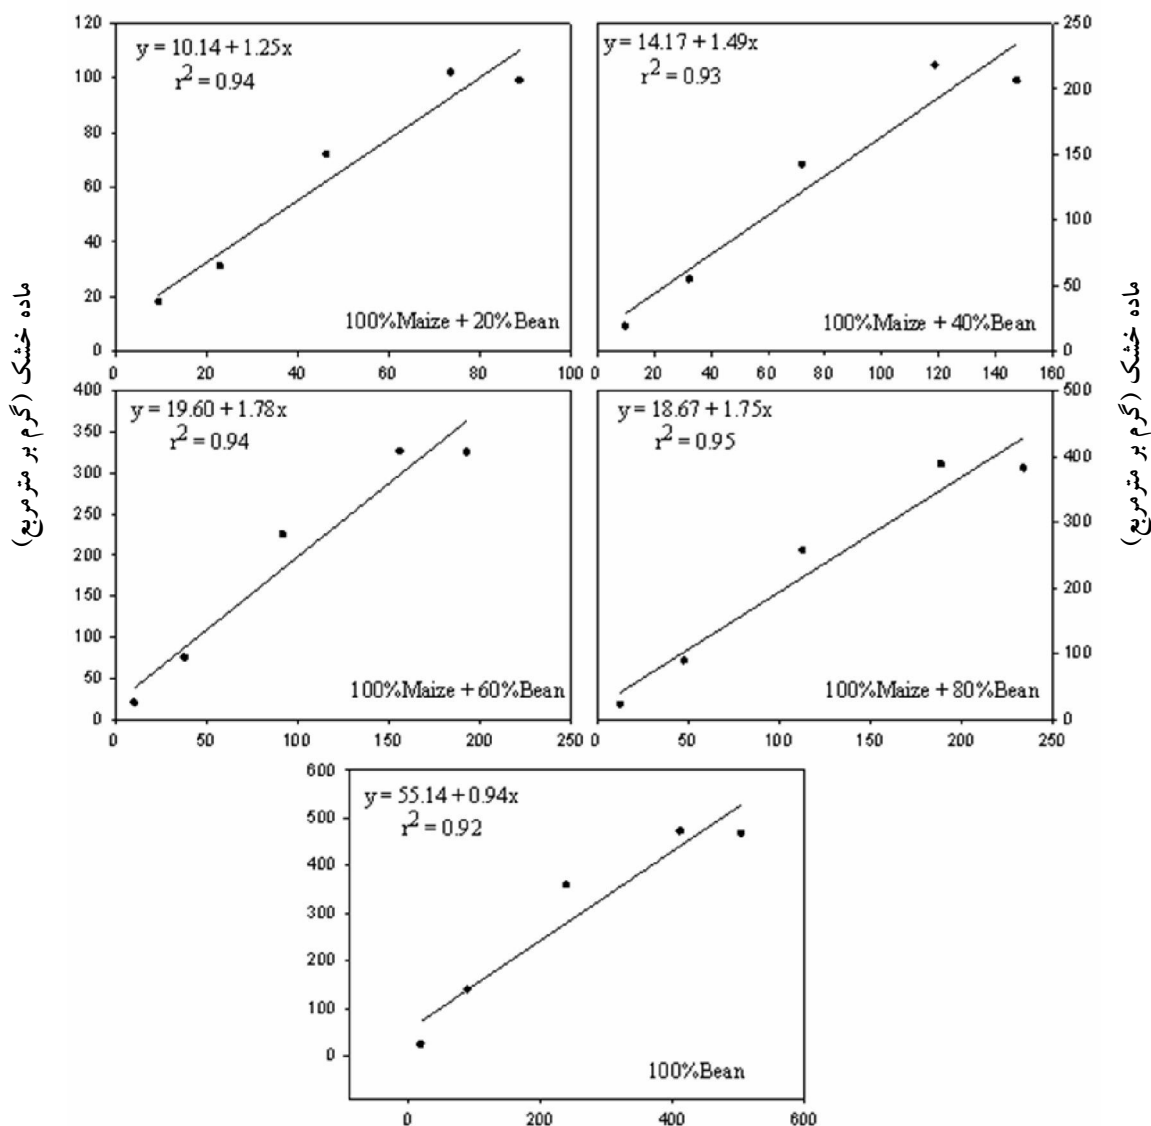 120
100
80
60
40
20
0
y = 10.14 + 1.25x
r² = 0.94
100%Maize + 20%Bean
0 20 40 60 80 100
250
200
150
100
50
0
y = 14.17 + 1.49x
r² = 0.93
100%Maize + 40%Bean
0 20 40 60 80 100 120 140 160
ماده خشک (گرم بر مترمربع)
ماده خشک (گرم بر مترمربع)
400
350
300
250
200
150
100
50
0
y = 19.60 + 1.78x
r² = 0.94
100%Maize + 60%Bean
0 50 100 150 200 250
500
400
300
200
100
0
y = 18.67 + 1.75x
r² = 0.95
100%Maize + 80%Bean
0 50 100 150 200 250
600
500
400
300
200
100
0
y = 55.14 + 0.94x
r² = 0.92
100%Bean
0 200 400 600